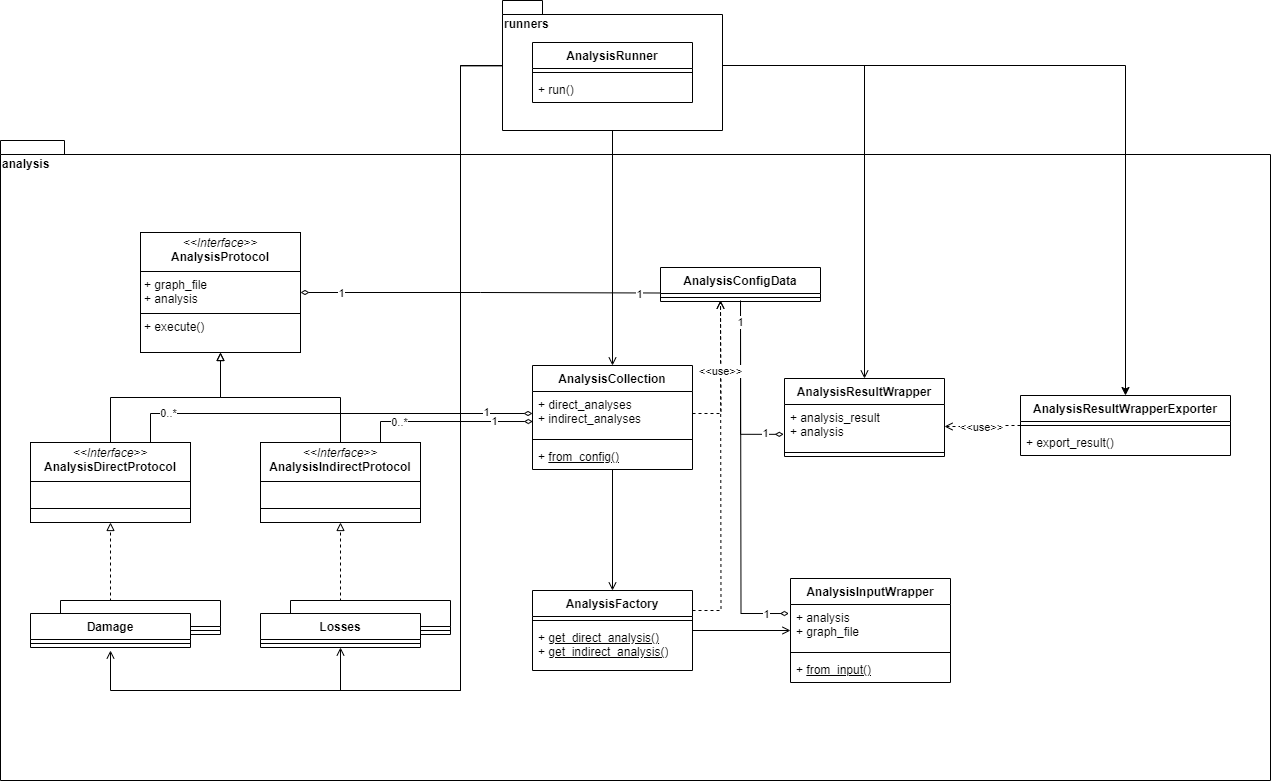 runners
AnalysisRunner
+ run()
analysis
<<Interface>>
AnalysisProtocol
+ graph_file
+ analysis
+ execute()
1
1
AnalysisConfigData
1
<<use>>
AnalysisCollection
+ direct_analyses
+ indirect_analyses
+ from_config()
AnalysisResultWrapper
+ analysis_result
+ analysis
1
<<use>>
AnalysisResultWrapperExporter
+ export_result()
0..*
1
0..*
1
<<Interface>>
AnalysisDirectProtocol
<<Interface>>
AnalysisIndirectProtocol
Damage
Losses
AnalysisFactory
+ get_direct_analysis()
+ get_indirect_analysis()
1
AnalysisInputWrapper
+ analysis
+ graph_file
+ from_input()